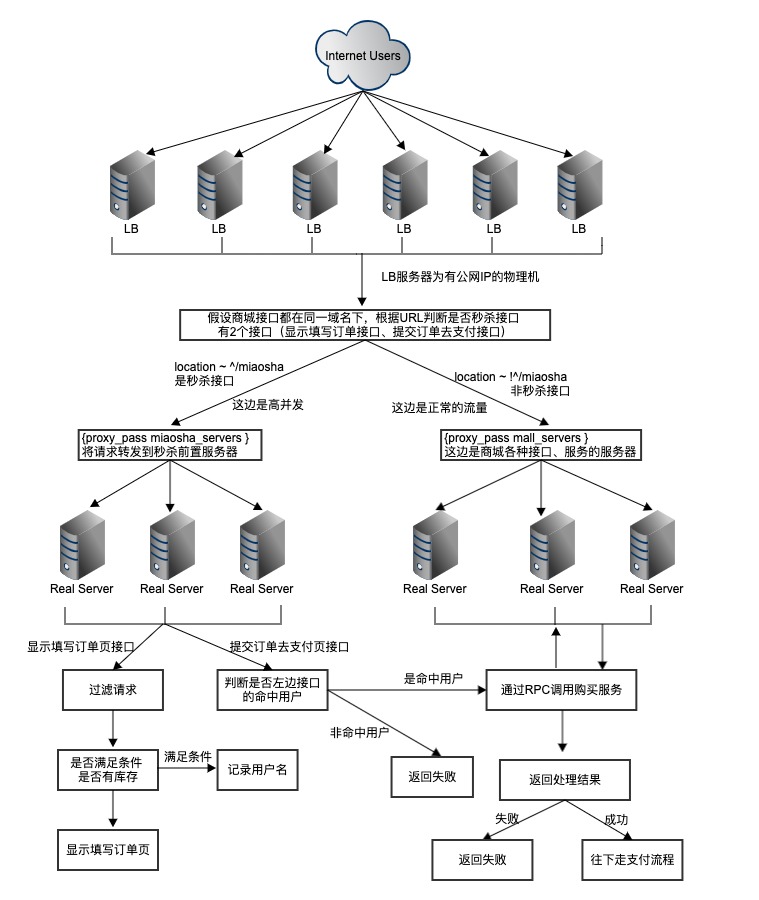 Internet Users
LB
LB
LB
LB
LB
LB
LB服务器为有公网IP的物理机
假设商城接口都在同一域名下，根据URL判断是否秒杀接口
有2个接口（显示填写订单接口、提交订单去支付接口）
location ~ ^/miaosha
是秒杀接口
location ~ !^/miaosha
非秒杀接口
这边是高并发
这边是正常的流量
{proxy_pass miaosha_servers }
将请求转发到秒杀前置服务器
{proxy_pass mall_servers }
这边是商城各种接口、服务的服务器
Real Server
Real Server
Real Server
Real Server
Real Server
Real Server
显示填写订单页接口
提交订单去支付页接口
过滤请求
判断是否左边接口
的命中用户
是命中用户
通过RPC调用购买服务
非命中用户
是否满足条件
是否有库存
满足条件
记录用户名
返回失败
返回处理结果
失败
成功
显示填写订单页
返回失败
往下走支付流程